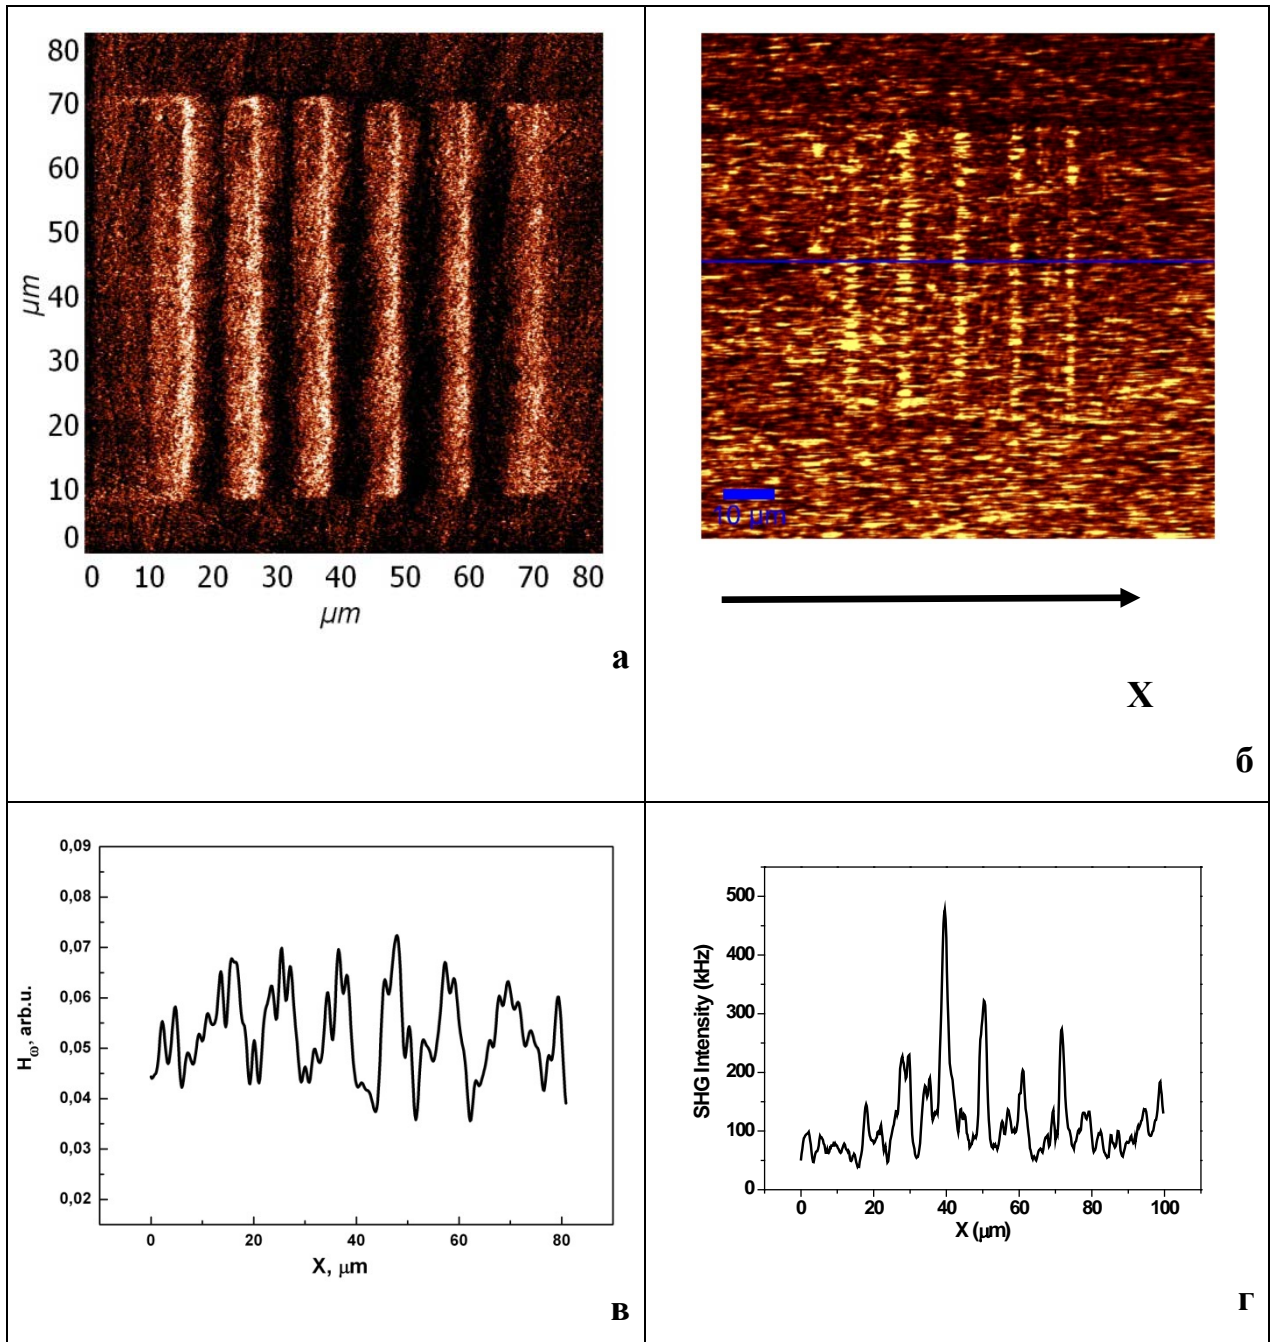 80
70
60
50
40
30
20
10
0
µm
0 10 20 30 40 50 60 70 80
µm
а
10 µm
X
б
0,09
0,08
0,07
0,06
0,05
0,04
0,03
0,02
Hω, arb.u.
0 20 40 60 80
X, µm
в
500
400
300
200
100
0
SHG Intensity (kHz)
0 20 40 60 80 100
X (µm)
г